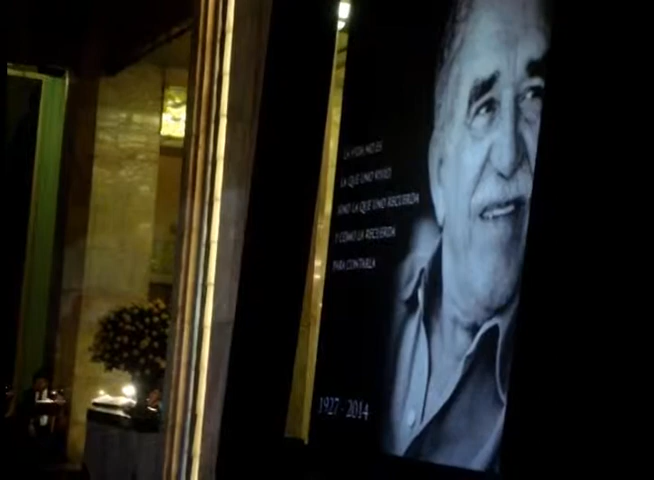 LA VIDA NO ES
LA QUE UNO VIVIÓ
SINO LA QUE UNO RECUERDA
Y CÓMO LA RECUERDA
PARA CONTARLA
1927 - 2014